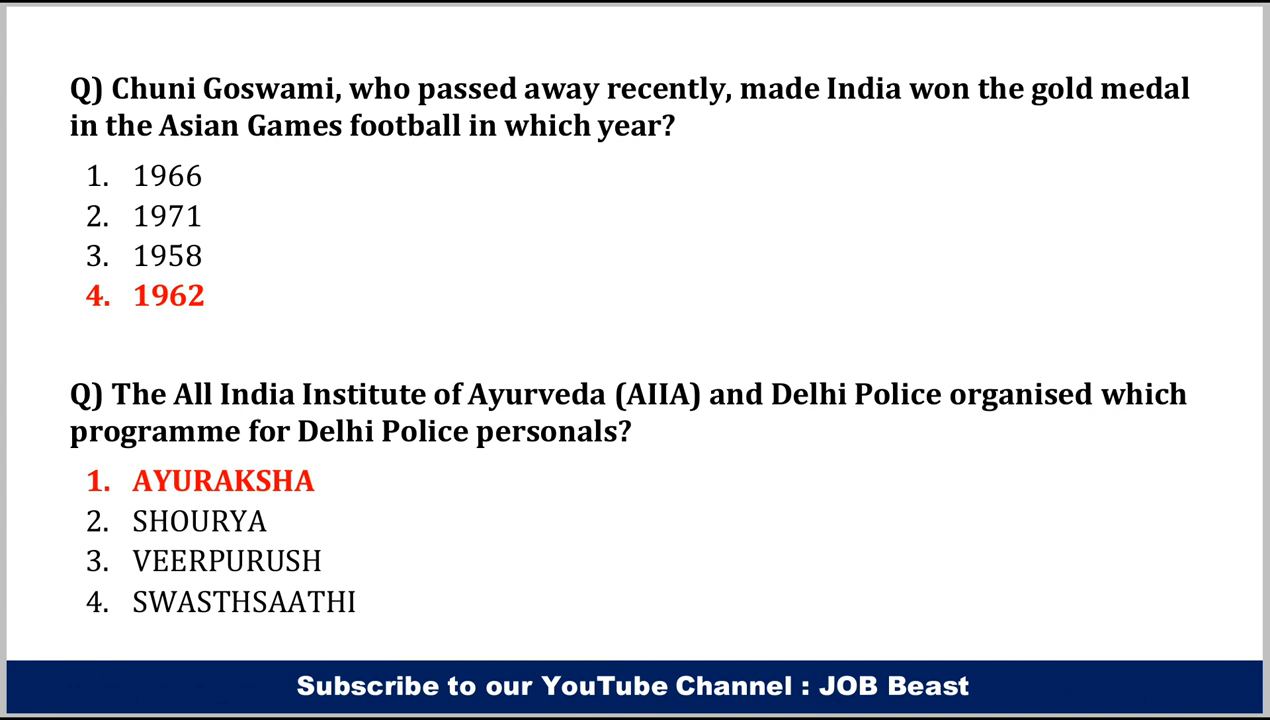 Q) Chuni Goswami, who passed away recently, made India won the gold medal
in the Asian Games football in which year?
1. 1966
2. 1971
3. 1958
4. 1962
Q) The All India Institute of Ayurveda (AIIA) and Delhi Police organised which
programme for Delhi Police personals?
1. AYURAKSHA
2. SHOURYA
3. VEERPURUSH
4. SWASTHSAATHI
Subscribe to our YouTube Channel : JOB Beast